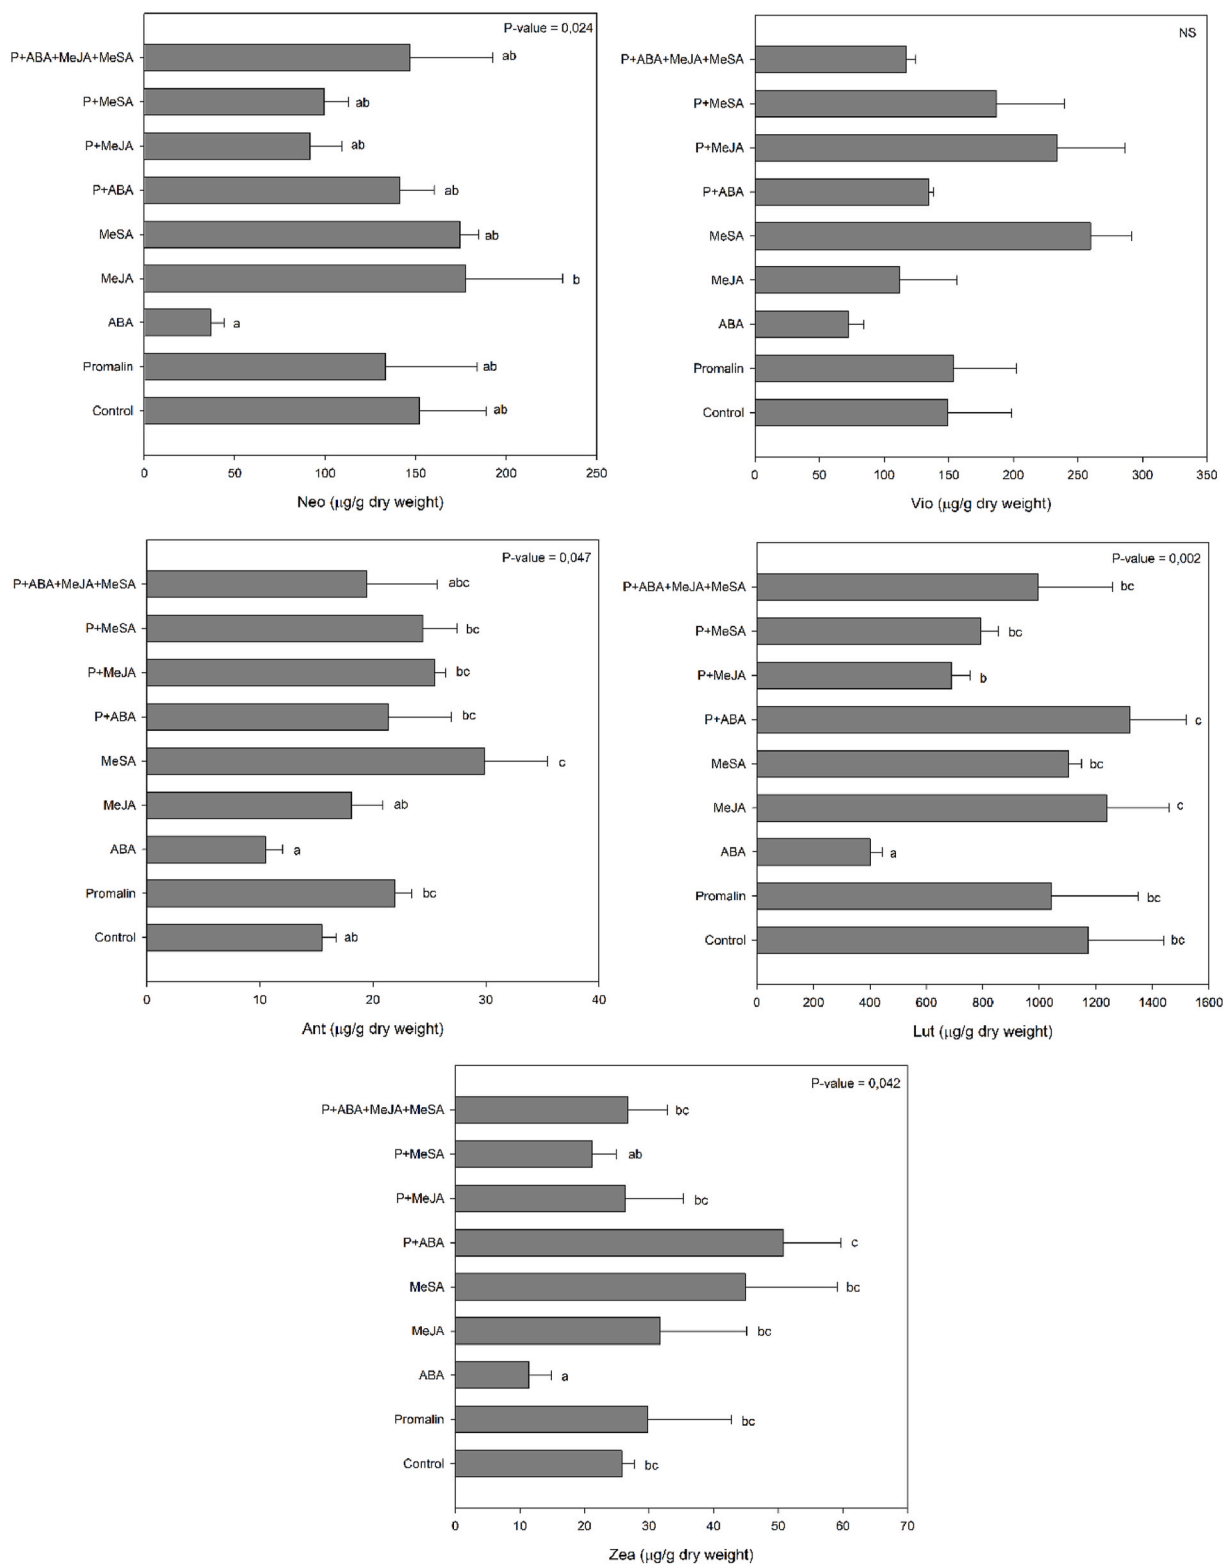 P-value = 0,024
P+ABA+MeJA+MeSA
ab
P+MeSA
ab
P+MeJA
ab
P+ABA
ab
MeSA
ab
MeJA
b
ABA
a
Promalin
ab
Control
ab
0 50 100 150 200 250
Neo (μg/g dry weight)
NS
P+ABA+MeJA+MeSA
P+MeSA
P+MeJA
P+ABA
MeSA
MeJA
ABA
Promalin
Control
0 50 100 150 200 250 300 350
Vio (μg/g dry weight)
P-value = 0,047
P+ABA+MeJA+MeSA
abc
P+MeSA
bc
P+MeJA
bc
P+ABA
bc
MeSA
c
MeJA
ab
ABA
a
Promalin
bc
Control
ab
0 10 20 30 40
Ant (μg/g dry weight)
P-value = 0,002
P+ABA+MeJA+MeSA
bc
P+MeSA
bc
P+MeJA
b
P+ABA
c
MeSA
bc
MeJA
c
ABA
a
Promalin
bc
Control
bc
0 200 400 600 800 1000 1200 1400 1600
Lut (μg/g dry weight)
P-value = 0,042
P+ABA+MeJA+MeSA
bc
P+MeSA
ab
P+MeJA
bc
P+ABA
c
MeSA
bc
MeJA
bc
ABA
a
Promalin
bc
Control
bc
0 10 20 30 40 50 60 70
Zea (μg/g dry weight)